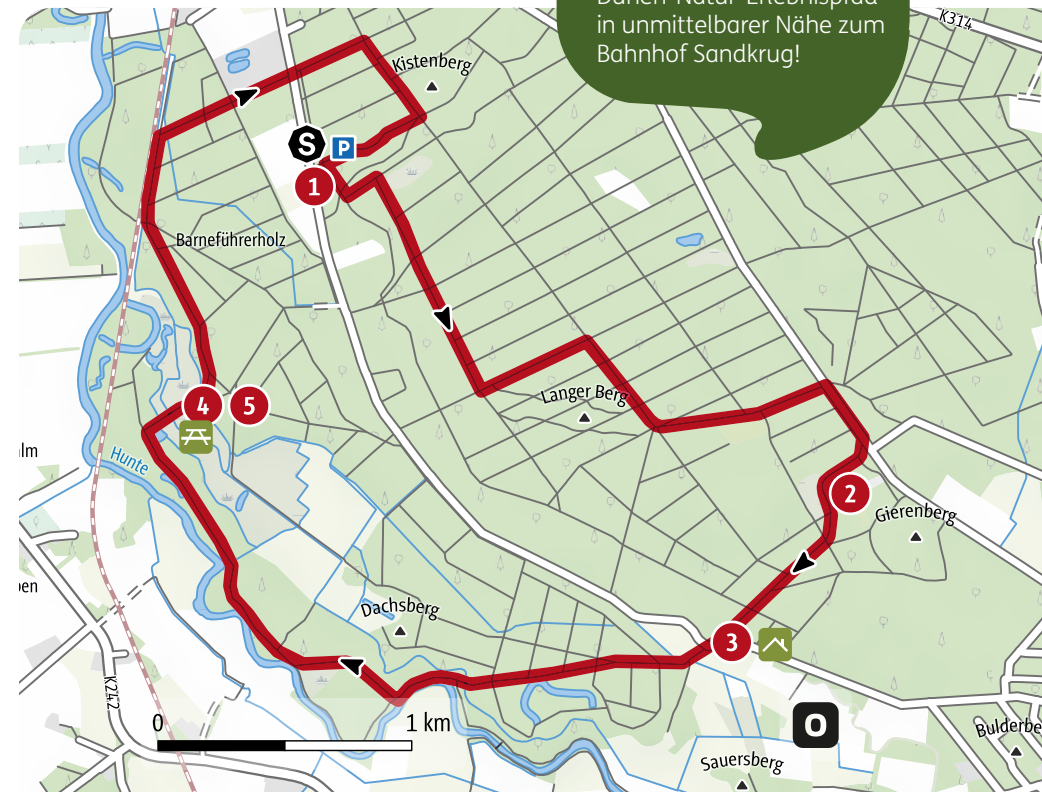 in unmittelbarer Nähe zum
Bahnhof Sandkrug!
K314
Kistenberg
S
P
1
Barneführerholz
Langer Berg
4
5
Hunte
2
Gierenberg
Dachsberg
3
K242
0
1 km
O
Sauersberg